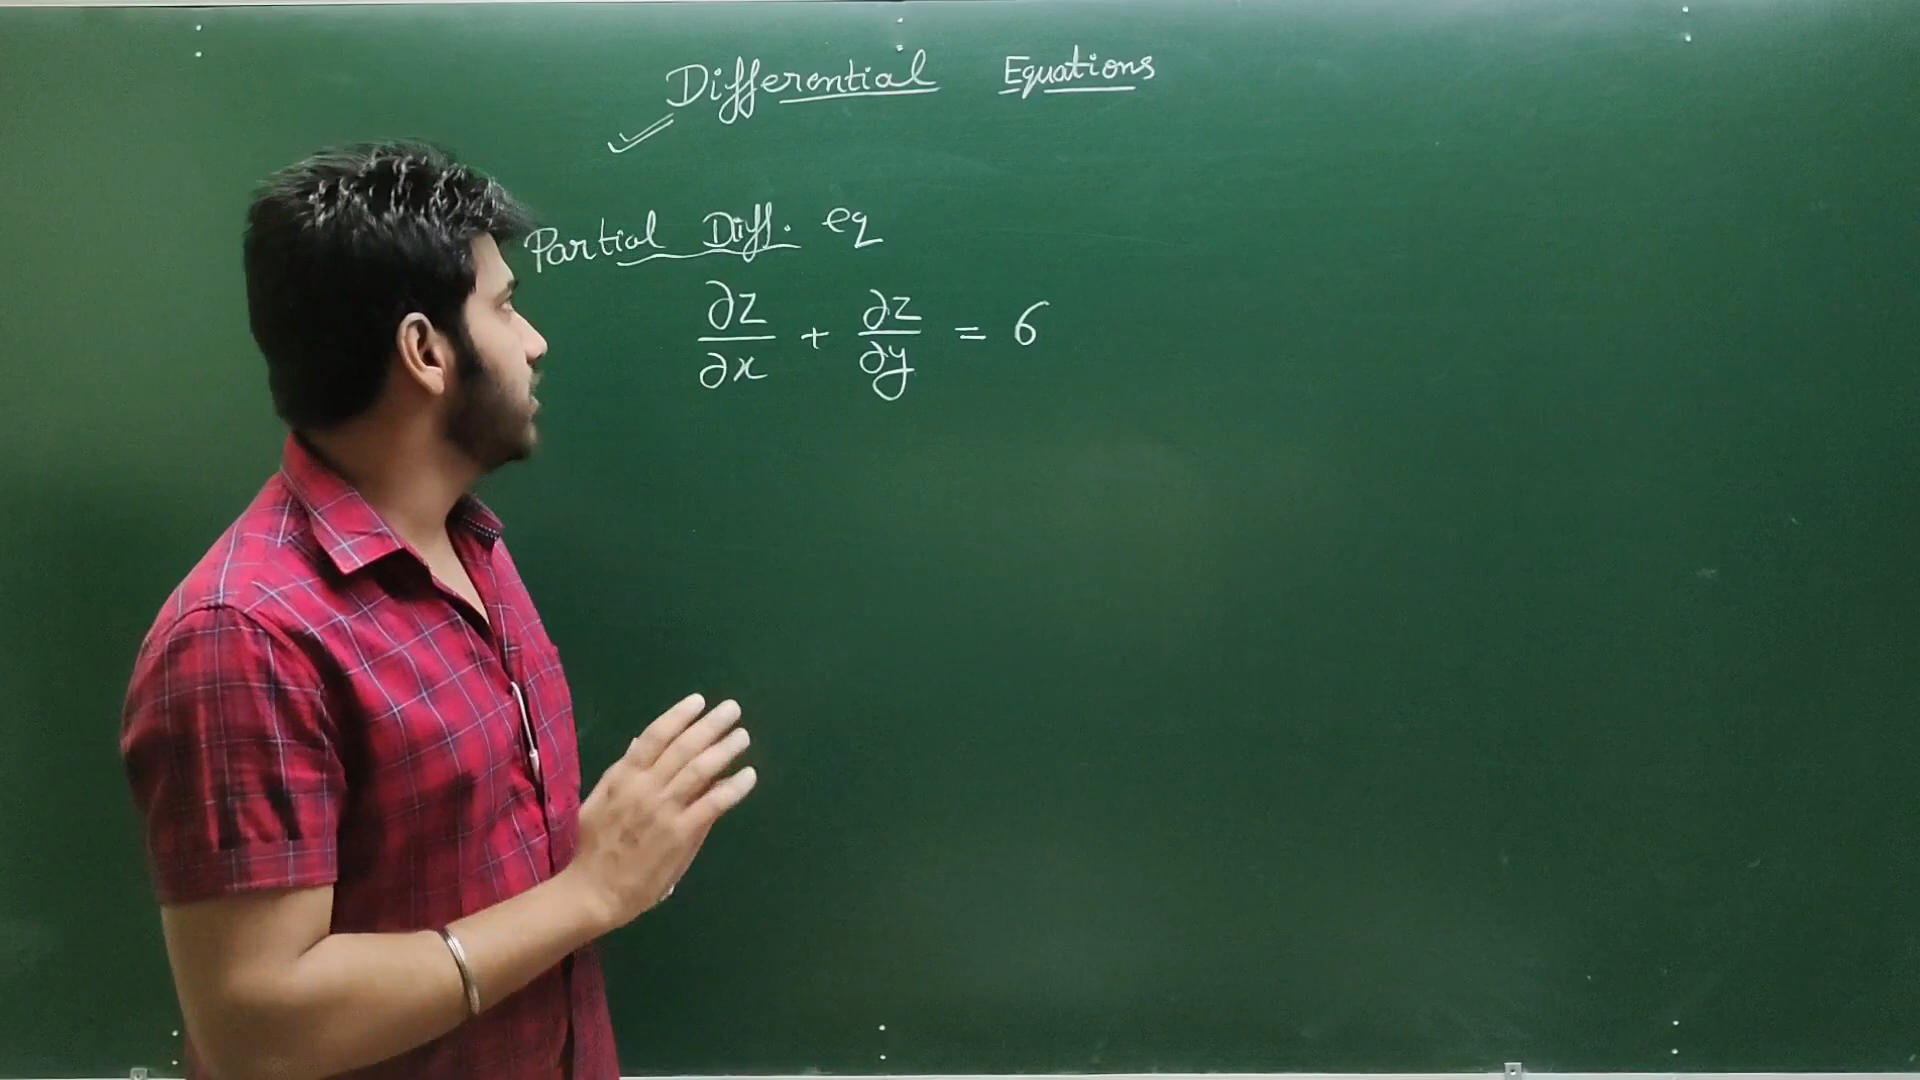 Differential Equations
Partial Diff. eq
∂z/∂x + ∂z/∂y = 6